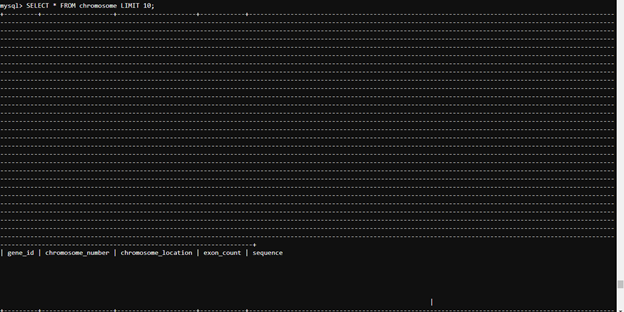 mysql> SELECT * FROM chromosome LIMIT 10;
| gene_id | chromosome_number | chromosome_location | exon_count | sequence
|